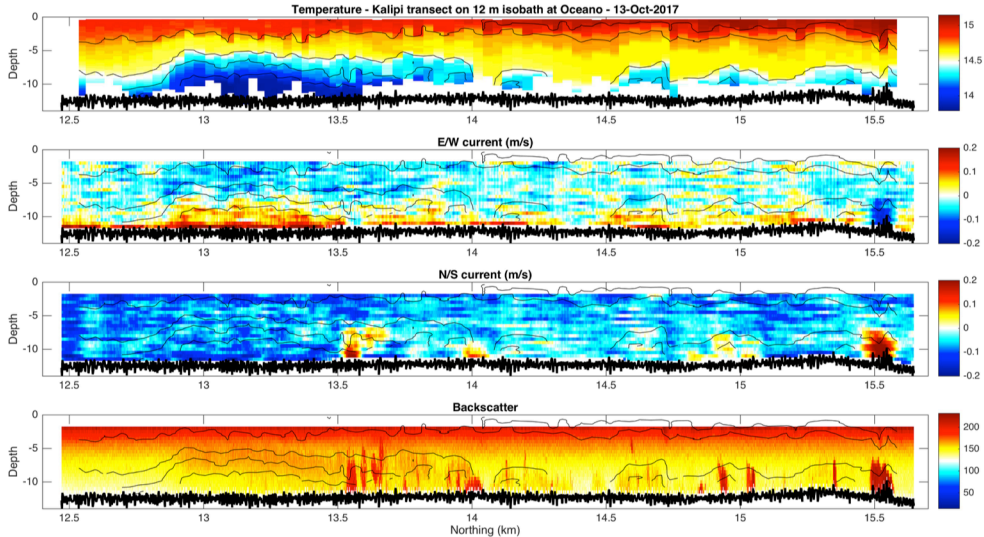 Temperature - Kalipi transect on 12 m isobath at Oceano - 13-Oct-2017
Depth
0
-5
-10
12.5 13 13.5 14 14.5 15 15.5
15
14.5
14
E/W current (m/s)
Depth
0
-5
-10
12.5 13 13.5 14 14.5 15 15.5
0.2
0.1
0
-0.1
-0.2
N/S current (m/s)
Depth
0
-5
-10
12.5 13 13.5 14 14.5 15 15.5
0.2
0.1
0
-0.1
-0.2
Backscatter
Depth
0
-5
-10
12.5 13 13.5 14 14.5 15 15.5
200
150
100
50
Northing (km)